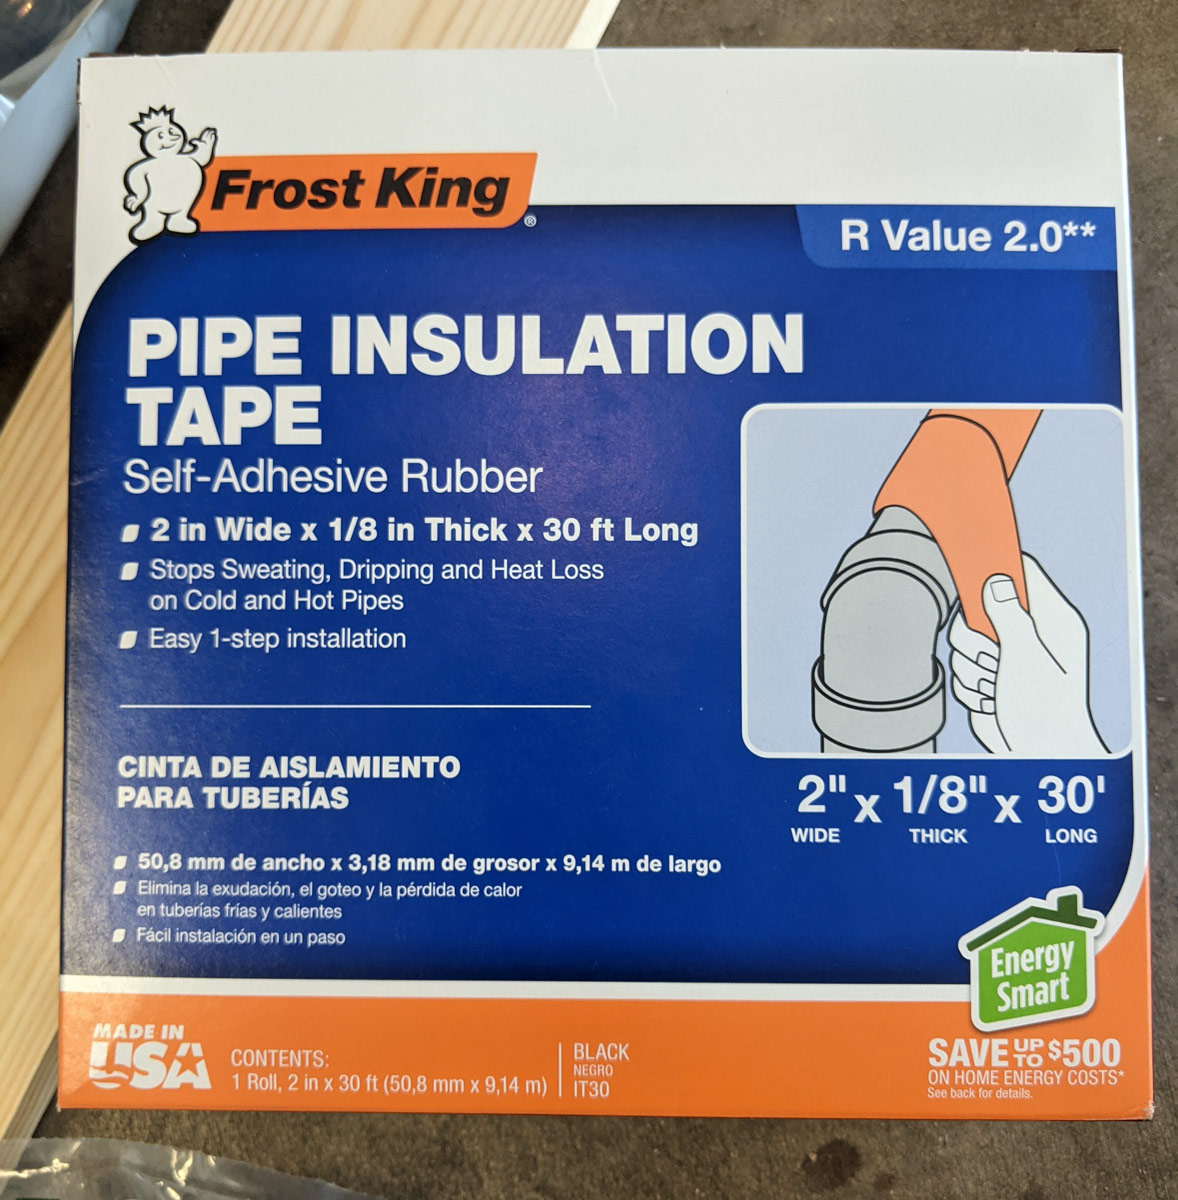 Frost King®
R Value 2.0**
PIPE INSULATION
TAPE
Self-Adhesive Rubber
2 in Wide x 1/8 in Thick x 30 ft Long
Stops Sweating, Dripping and Heat Loss
on Cold and Hot Pipes
Easy 1-step installation
CINTA DE AISLAMIENTO
PARA TUBERÍAS
50,8 mm de ancho x 3,18 mm de grosor x 9,14 m de largo
Elimina la exudación, el goteo y la pérdida de calor
en tuberías frías y calientes
Fácil instalación en un paso
2" x 1/8" x 30'
WIDE THICK LONG
Energy
Smart
MADE IN
USA
CONTENTS:
1 Roll, 2 in x 30 ft (50,8 mm x 9,14 m)
BLACK
NEGRO
IT30
SAVE UP TO $500
ON HOME ENERGY COSTS*
See back for details.